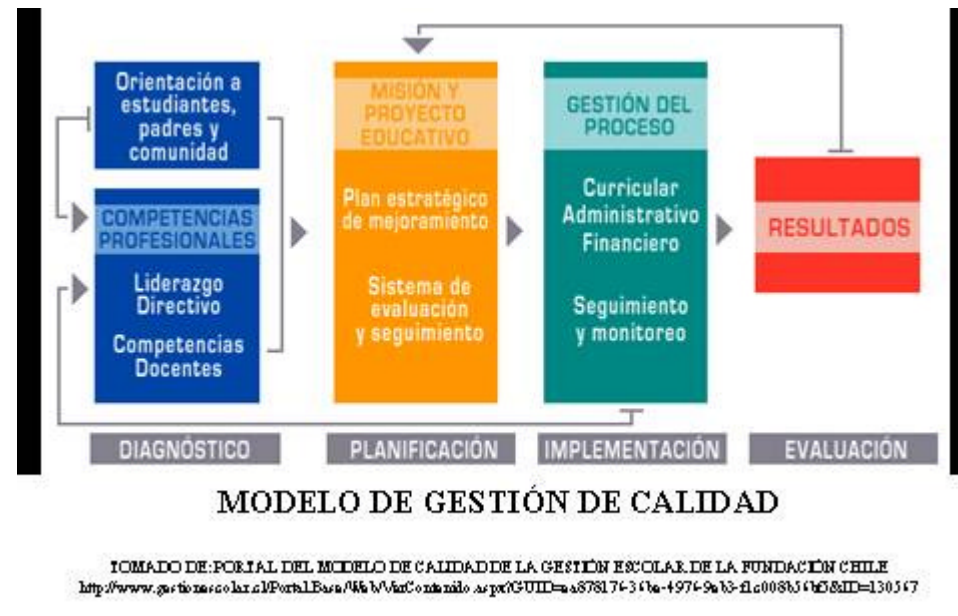 Orientación a
estudiantes,
padres y
comunidad
COMPETENCIAS
PROFESIONALES
Liderazgo
Directivo
Competencias
Docentes
DIAGNÓSTICO
MISIÓN Y
PROYECTO
EDUCATIVO
Plan estratégico
de mejoramiento
Sistema de
evaluación
y seguimiento
PLANIFICACIÓN
GESTIÓN DEL
PROCESO
Curricular
Administrativo
Financiero
Seguimiento
y monitoreo
IMPLEMENTACIÓN
RESULTADOS
EVALUACIÓN
MODELO DE GESTIÓN DE CALIDAD
TOMADO DE: PORTAL DEL MODELO DE CALIDAD DE LA GESTIÓN ESCOLAR DE LA FUNDACIÓN CHILE